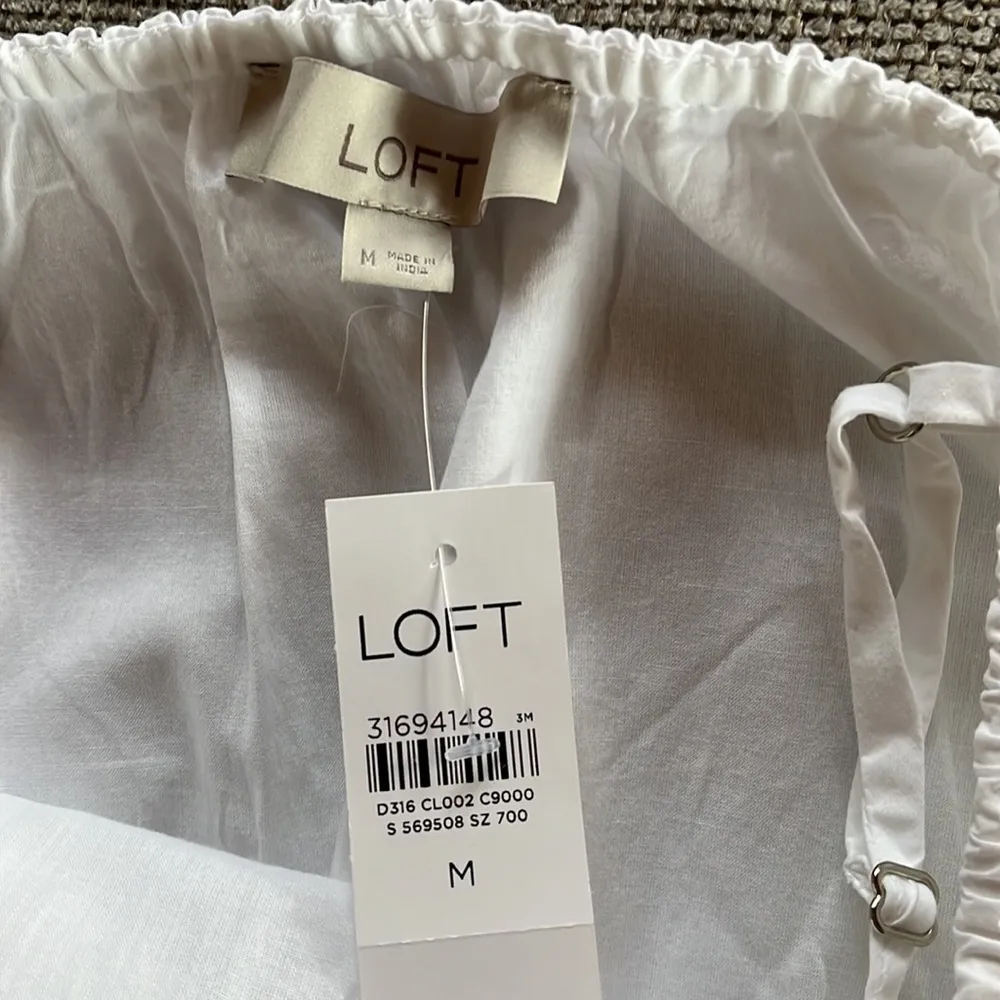 LOFT
M MADE IN
INDIA
LOFT
31694148 3M
D316 CL002 C9000
S 569508 SZ 700
M